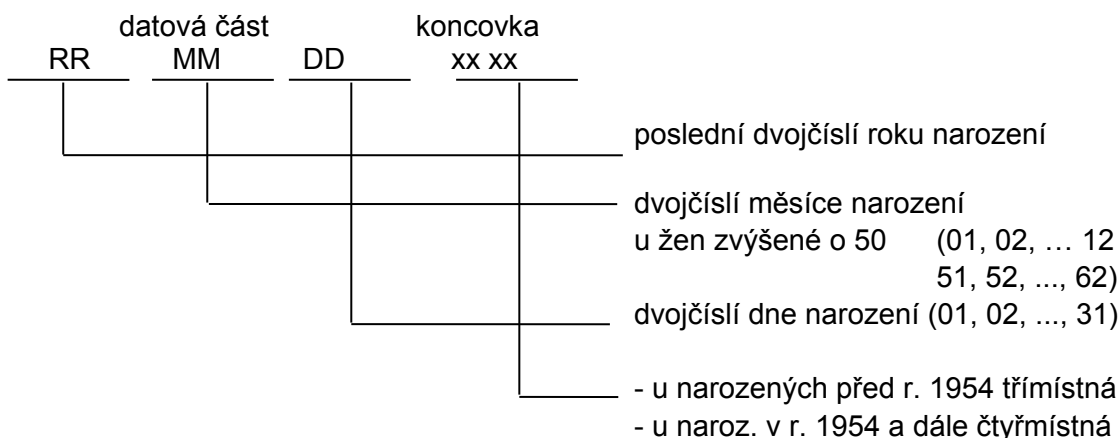 datová část koncovka
RR MM DD xx xx
poslední dvojčíslí roku narození
dvojčíslí měsíce narození
u žen zvýšené o 50 (01, 02, … 12
51, 52, ..., 62)
dvojčíslí dne narození (01, 02, ..., 31)
- u narozených před r. 1954 třímístná
- u naroz. v r. 1954 a dále čtyřmístná